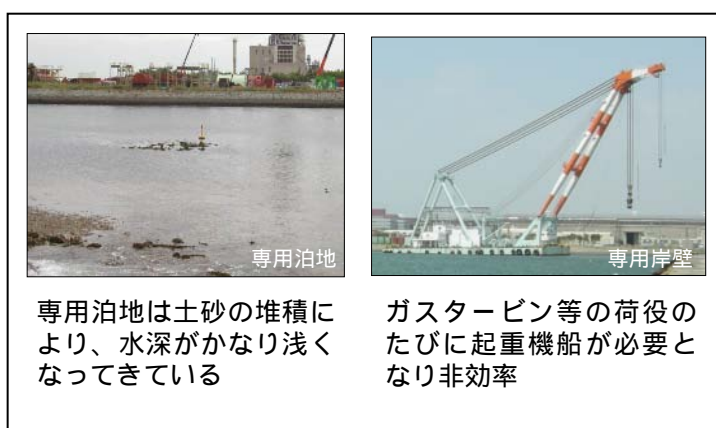 専用泊地
専用岸壁
専用泊地は土砂の堆積に
より、水深がかなり浅く
なってきている
ガスタービン等の荷役の
たびに起重機船が必要と
なり非効率